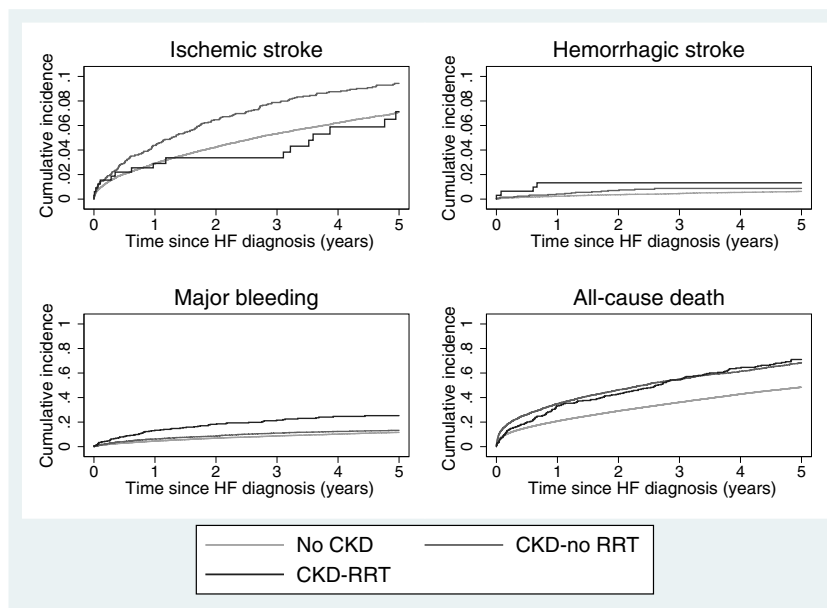 Ischemic stroke
Cumulative incidence
0 .02 .04 .06 .08 .1
0 1 2 3 4 5
Time since HF diagnosis (years)
Hemorrhagic stroke
Cumulative incidence
0 .02 .04 .06 .08 .1
0 1 2 3 4 5
Time since HF diagnosis (years)
Major bleeding
Cumulative incidence
0 .2 .4 .6 .8 1
0 1 2 3 4 5
Time since HF diagnosis (years)
All-cause death
Cumulative incidence
0 .2 .4 .6 .8 1
0 1 2 3 4 5
Time since HF diagnosis (years)
No CKD
CKD-no RRT
CKD-RRT